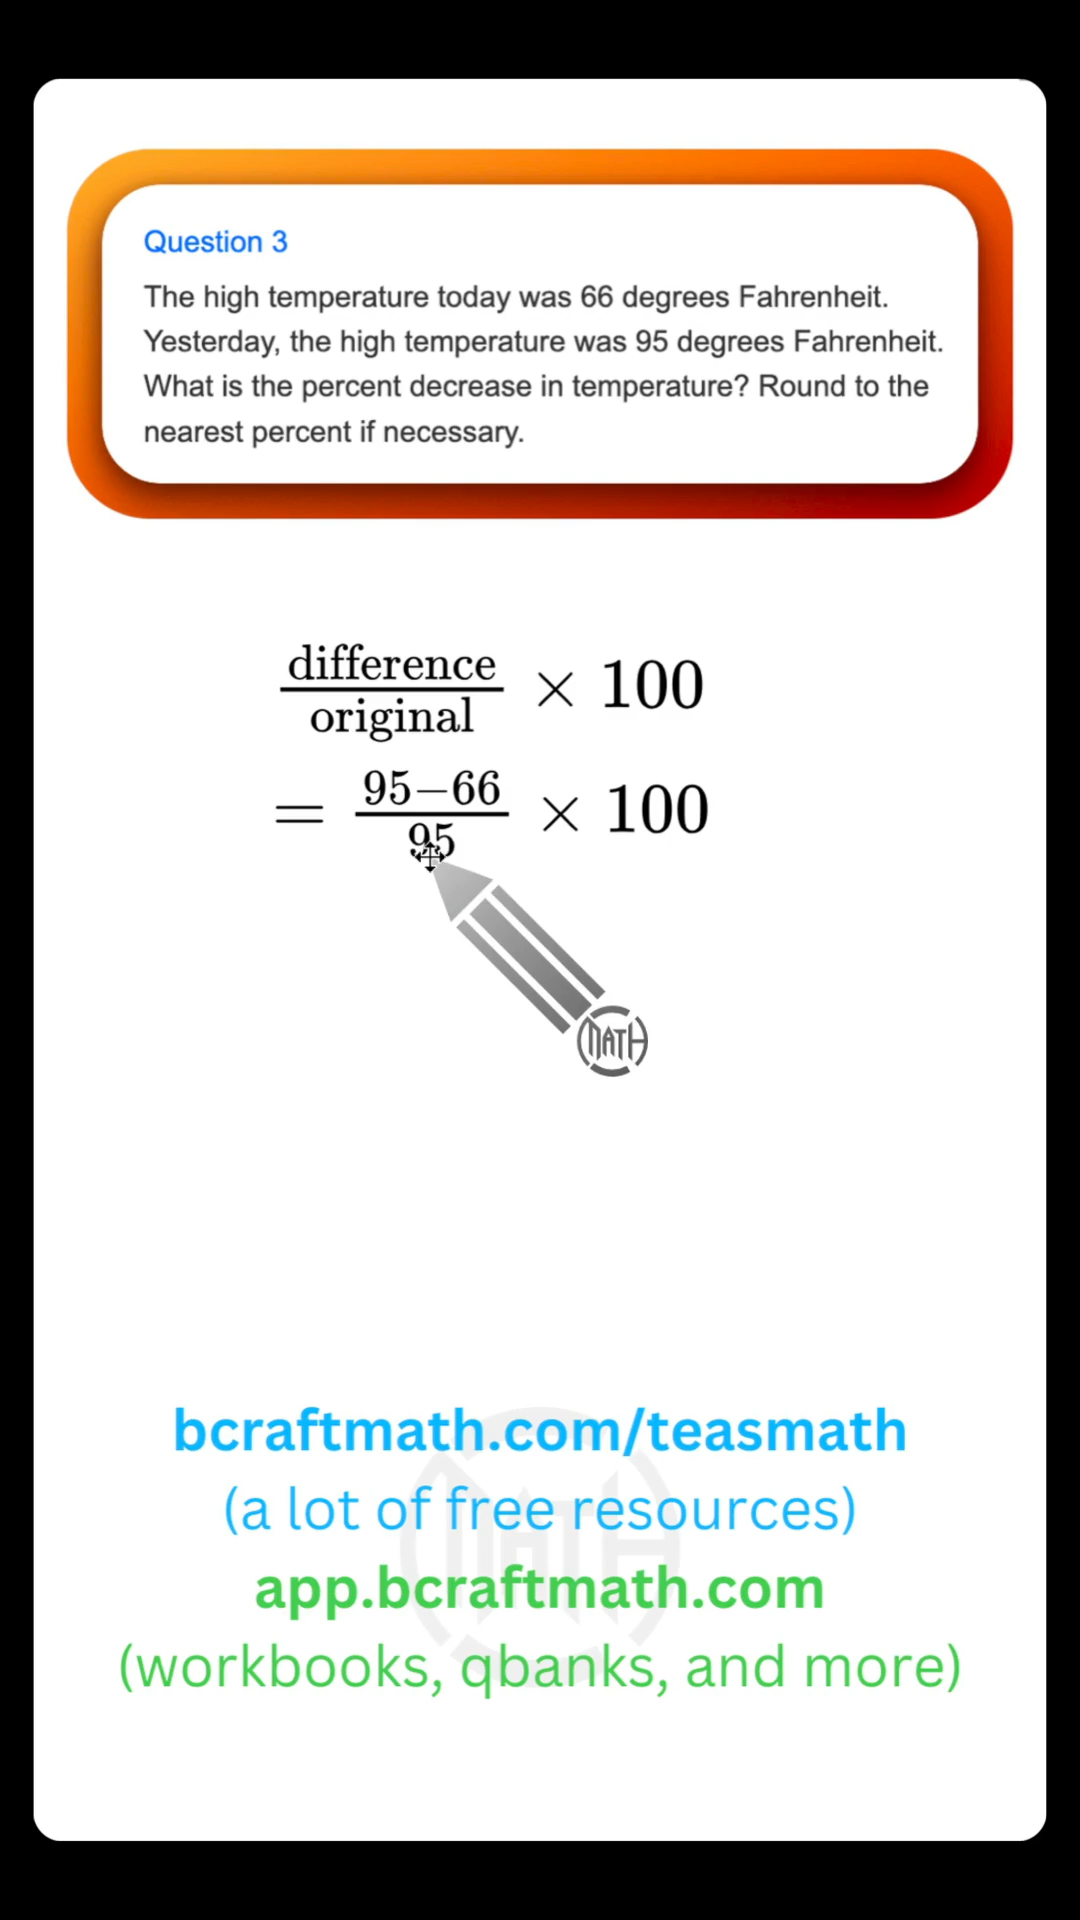 Question 3
The high temperature today was 66 degrees Fahrenheit.
Yesterday, the high temperature was 95 degrees Fahrenheit.
What is the percent decrease in temperature? Round to the
nearest percent if necessary.
difference
original
× 100
= 95−66
95
× 100
MATH
bcraftmath.com/teasmath
(a lot of free resources)
app.bcraftmath.com
(workbooks, qbanks, and more)
MATH